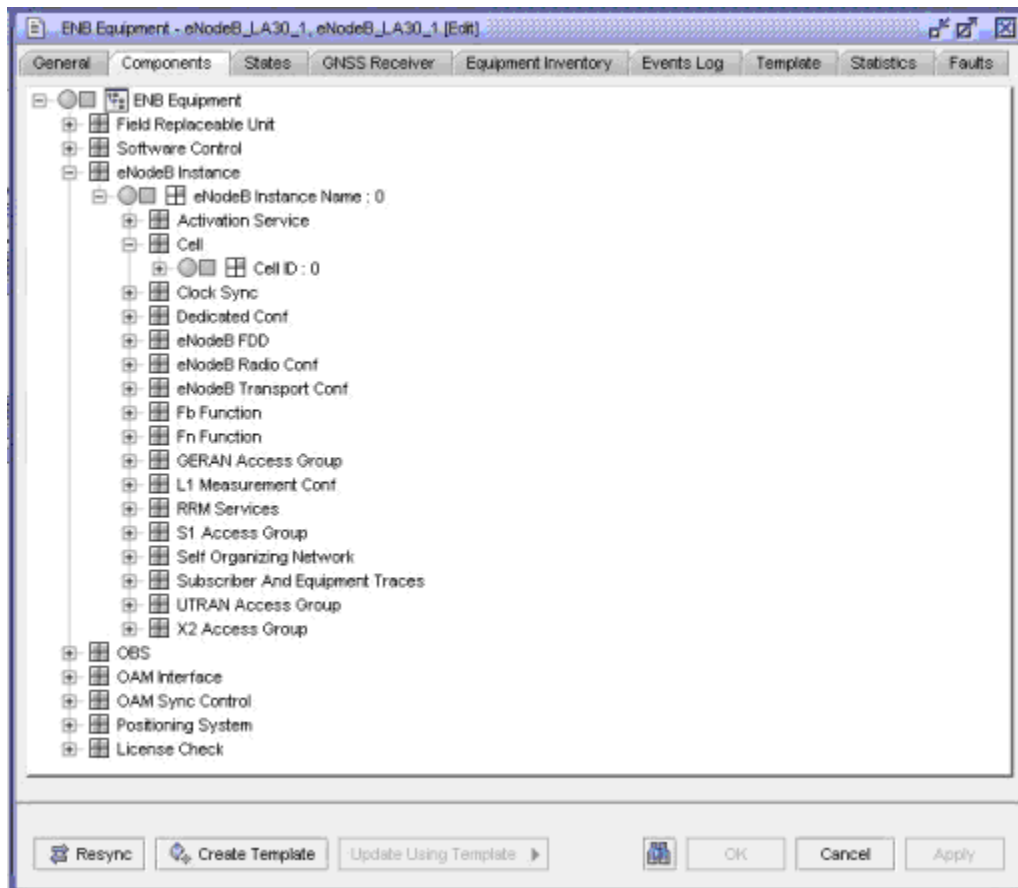 ENB Equipment - eNodeB_LA30_1, eNodeB_LA30_1 [Edit]
General Components States GNSS Receiver Equipment Inventory Events Log Template Statistics Faults
ENB Equipment
Field Replaceable Unit
Software Control
eNodeB Instance
eNodeB Instance Name : 0
Activation Service
Cell
Cell ID : 0
Clock Sync
Dedicated Conf
eNodeB FDD
eNodeB Radio Conf
eNodeB Transport Conf
Fb Function
Fn Function
GERAN Access Group
L1 Measurement Conf
RRM Services
S1 Access Group
Self Organizing Network
Subscriber And Equipment Traces
UTRAN Access Group
X2 Access Group
OBS
OAM Interface
OAM Sync Control
Positioning System
License Check
Resync Create Template Update Using Template OK Cancel Apply